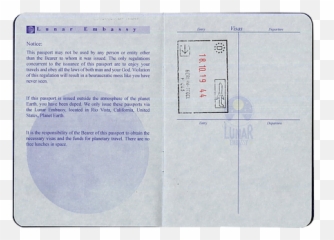 Lunar Embassy
Notice:
This passport may not be used by any person or entity other
than the Bearer to whom it was issued. The only regulations
concurrent to the issuance of this passport are to enjoy your
travels and obey all the laws of both man and your God. Violation
of this regulation will result in a bureaucratic mess like you have
never seen.
If this passport is issued outside the atmosphere of the planet
Earth, you have been duped. We only issue these passports via
the Lunar Embassy, located in Rio Vista, California, United
States, Planet Earth.
It is the responsibility of the Bearer of this passport to obtain the
necessary visas and the funds for planetary travel. There are no
free lunches in space.
Visas
18.10.19 44
LUNAR